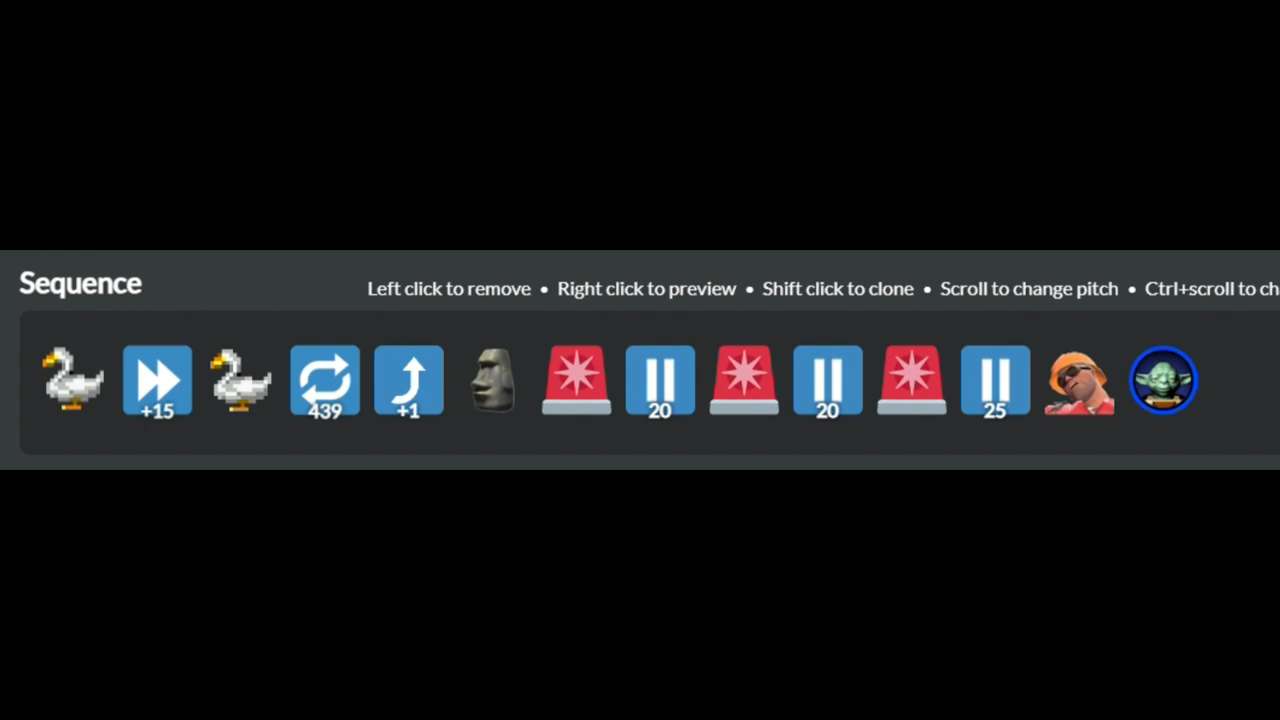 Sequence
Left click to remove • Right click to preview • Shift click to clone • Scroll to change pitch • Ctrl+scroll to ch
+15 439 +1 20 20 25